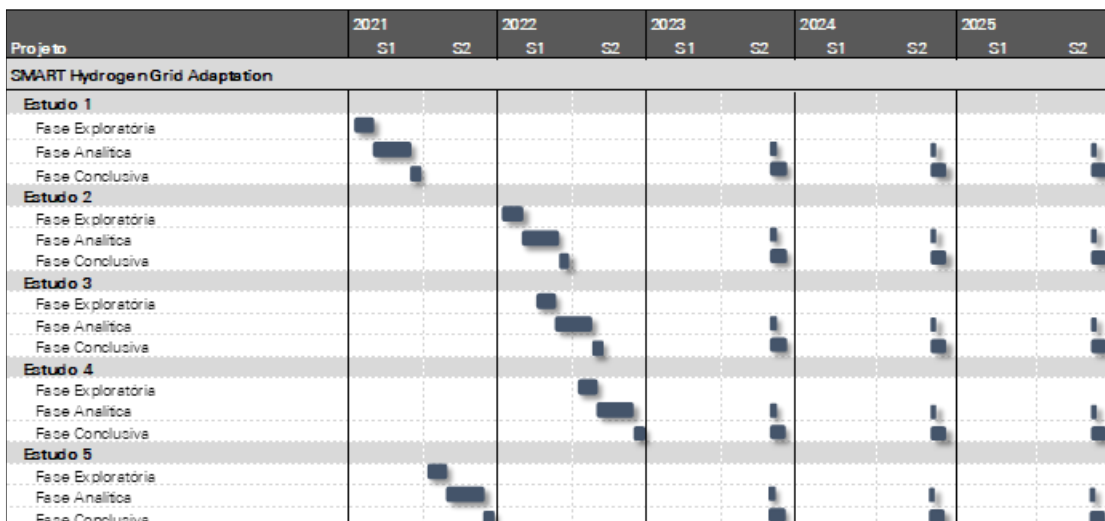 2021 2022 2023 2024 2025
Projeto S1 S2 S1 S2 S1 S2 S1 S2 S1 S2
SMART Hydrogen Grid Adaptation
Estudo 1
Fase Exploratória
Fase Analítica
Fase Conclusiva
Estudo 2
Fase Exploratória
Fase Analítica
Fase Conclusiva
Estudo 3
Fase Exploratória
Fase Analítica
Fase Conclusiva
Estudo 4
Fase Exploratória
Fase Analítica
Fase Conclusiva
Estudo 5
Fase Exploratória
Fase Analítica
Fase Conclusiva